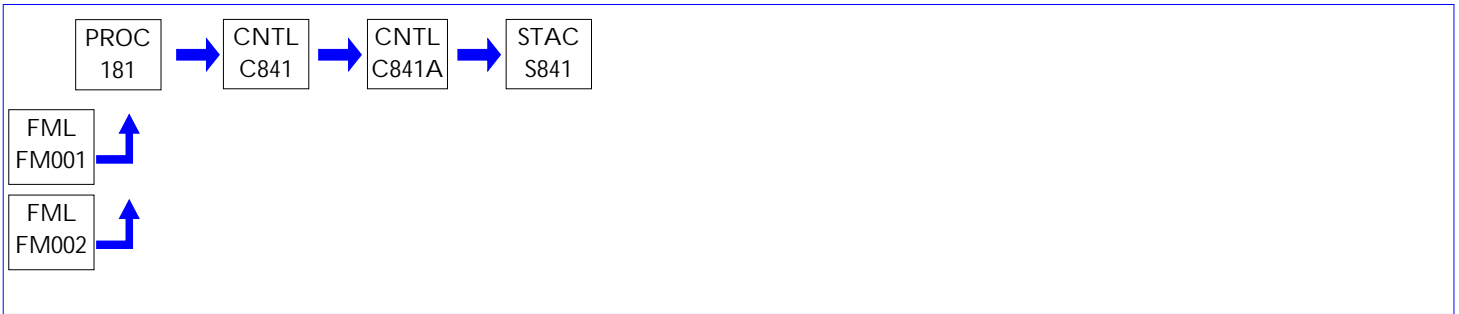 PROC
181
CNTL
C841
CNTL
C841A
STAC
S841
FML
FM001
FML
FM002